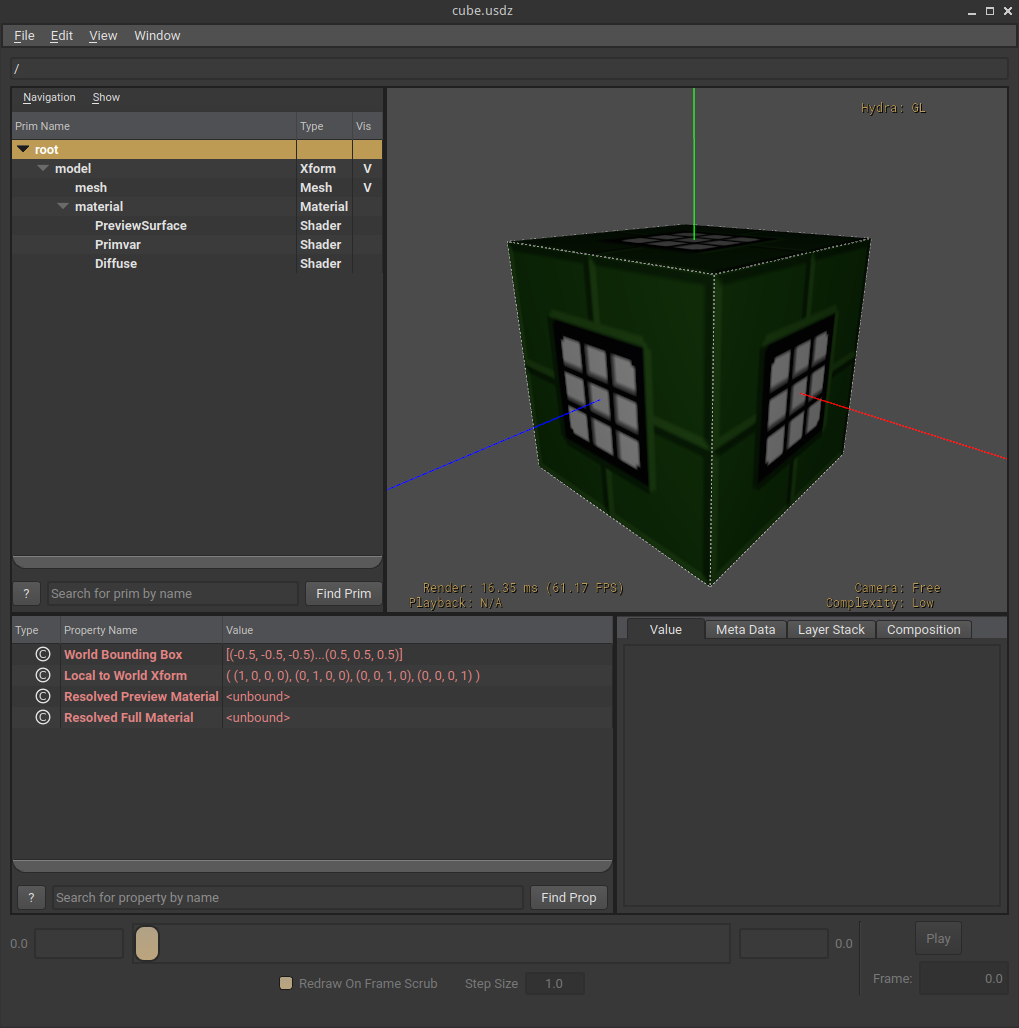 cube.usdz
File Edit View Window
/
Navigation Show
Prim Name Type Vis
root
model Xform V
mesh Mesh V
material Material
PreviewSurface Shader
Primvar Shader
Diffuse Shader
? Search for prim by name Find Prim
Hydra: GL
Render: 16.35 ms (61.17 FPS)
Playback: N/A
Camera: Free
Complexity: Low
Type Property Name Value
C World Bounding Box [(-0.5, -0.5, -0.5)...(0.5, 0.5, 0.5)]
C Local to World Xform ( (1, 0, 0, 0), (0, 1, 0, 0), (0, 0, 1, 0), (0, 0, 0, 1) )
C Resolved Preview Material <unbound>
C Resolved Full Material <unbound>
? Search for property by name Find Prop
Value Meta Data Layer Stack Composition
0.0 0.0 Play
Redraw On Frame Scrub Step Size 1.0 Frame: 0.0